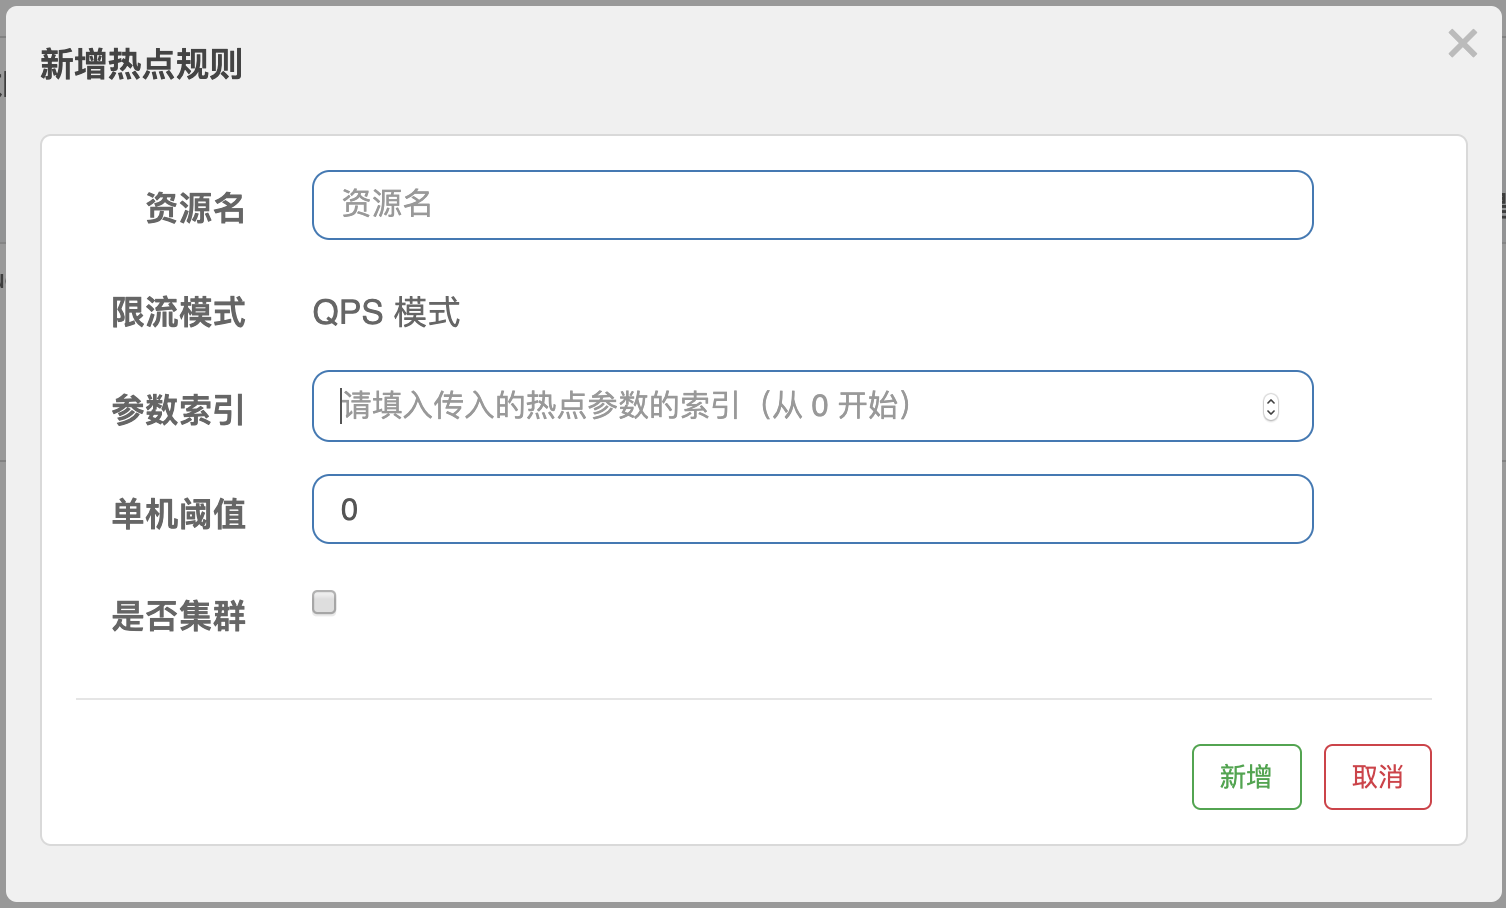 新增热点规则
资源名
资源名
限流模式
QPS 模式
参数索引
请填入传入的热点参数的索引（从 0 开始）
单机阈值
0
是否集群
新增
取消